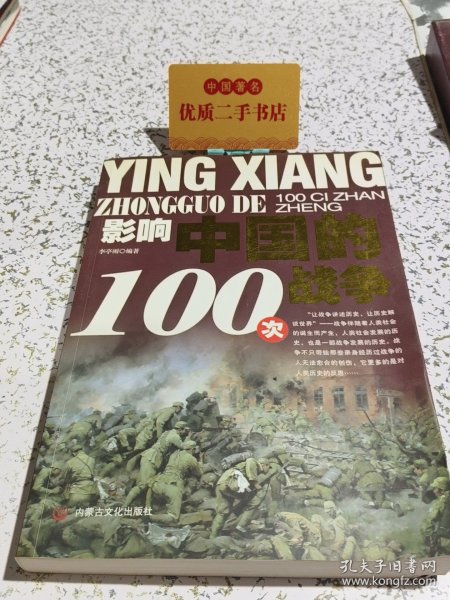 中国著名
优质二手书店
YING XIANG
ZHONGGUO DE
100 CI ZHAN
ZHENG
影响
中国的
李亭雨◎编著
100次
战争
“让战争讲述历史，让历史解
读世界”——战争伴随着人类社会
的诞生而产生，人类社会发展的历
史，也是一部战争发展的历史。战
争不只带给那些亲身经历过战争的
人无法愈合的创伤，它更多的是对
人类历史的反思……
内蒙古文化出版社
孔夫子旧书网
www.kongfz.com